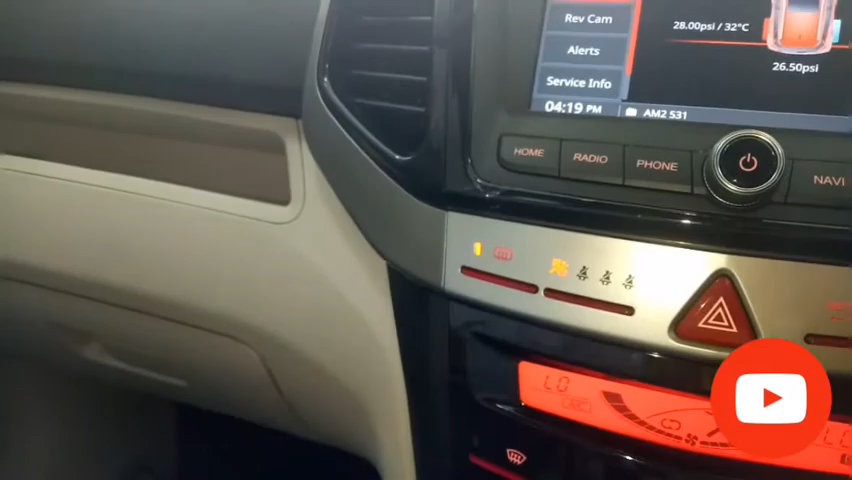 Rev Cam
28.00psi / 32°C
Alerts
26.50psi
Service Info
04:19 PM
AM2 531
HOME
RADIO
PHONE
NAVI
LO
A/C